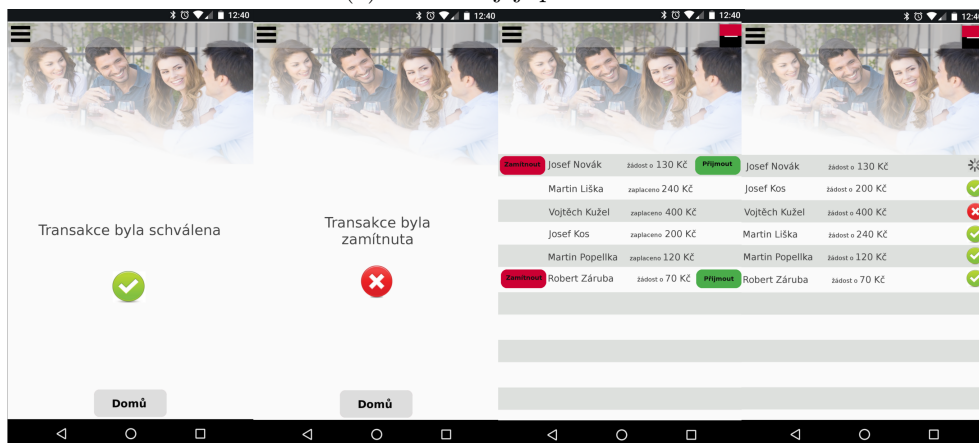 12:40
Transakce byla schválena
Domů
12:40
Transakce byla
zamítnuta
Domů
12:40
Zamítnout Josef Novák žádost o 130 Kč Příjmout
Martin Liška zaplaceno 240 Kč
Vojtěch Kužel zaplaceno 400 Kč
Josef Kos zaplaceno 200 Kč
Martin Popellka zaplaceno 120 Kč
Zamítnout Robert Záruba žádost o 70 Kč Příjmout
12:40
Josef Novák žádost o 130 Kč
Josef Kos žádost o 200 Kč
Vojtěch Kužel žádost o 400 Kč
Martin Liška žádost o 240 Kč
Martin Popellka žádost o 120 Kč
Robert Záruba žádost o 70 Kč